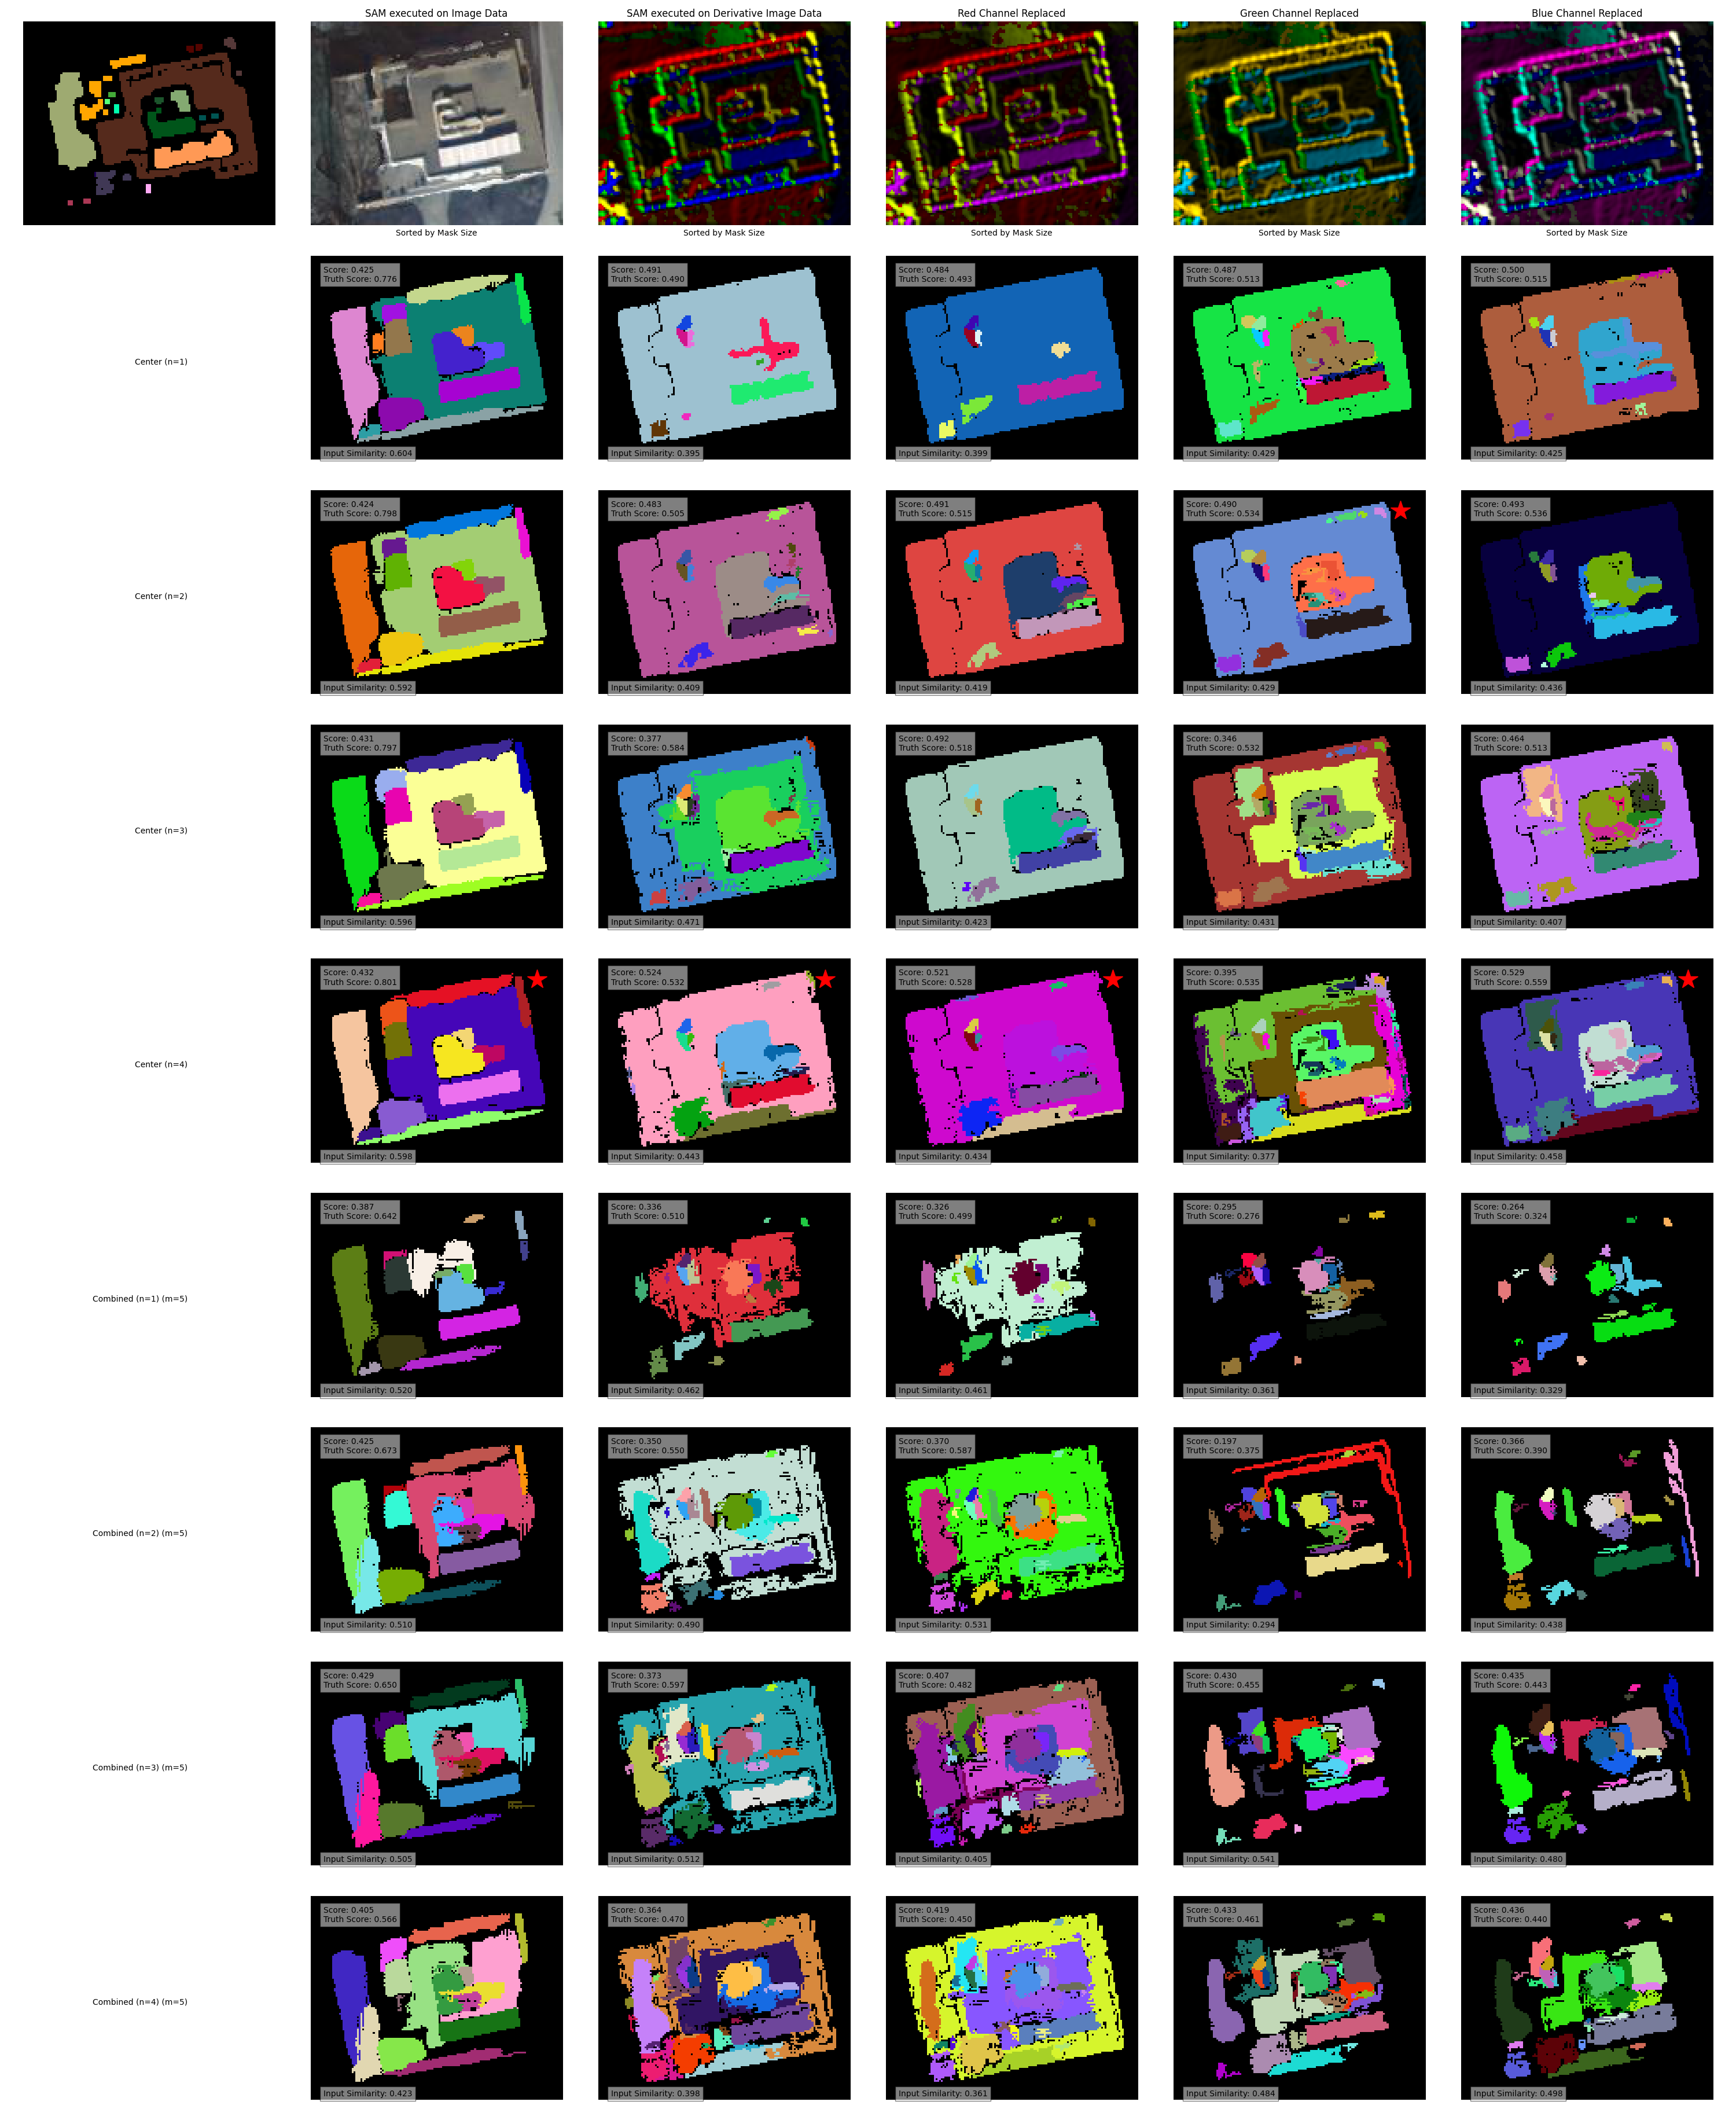 SAM executed on Image Data
SAM executed on Derivative Image Data
Red Channel Replaced
Green Channel Replaced
Blue Channel Replaced
Sorted by Mask Size
Sorted by Mask Size
Sorted by Mask Size
Sorted by Mask Size
Sorted by Mask Size
Center (n=1)
Score: 0.425
Truth Score: 0.776
Input Similarity: 0.604
Score: 0.491
Truth Score: 0.490
Input Similarity: 0.395
Score: 0.484
Truth Score: 0.493
Input Similarity: 0.399
Score: 0.487
Truth Score: 0.513
Input Similarity: 0.429
Score: 0.500
Truth Score: 0.515
Input Similarity: 0.425
Center (n=2)
Score: 0.424
Truth Score: 0.798
Input Similarity: 0.592
Score: 0.483
Truth Score: 0.505
Input Similarity: 0.409
Score: 0.491
Truth Score: 0.515
Input Similarity: 0.419
Score: 0.490
Truth Score: 0.534
Input Similarity: 0.429
Score: 0.493
Truth Score: 0.536
Input Similarity: 0.436
Center (n=3)
Score: 0.431
Truth Score: 0.797
Input Similarity: 0.596
Score: 0.377
Truth Score: 0.584
Input Similarity: 0.471
Score: 0.492
Truth Score: 0.518
Input Similarity: 0.423
Score: 0.346
Truth Score: 0.532
Input Similarity: 0.431
Score: 0.464
Truth Score: 0.513
Input Similarity: 0.407
Center (n=4)
Score: 0.432
Truth Score: 0.801
Input Similarity: 0.598
Score: 0.524
Truth Score: 0.532
Input Similarity: 0.443
Score: 0.521
Truth Score: 0.528
Input Similarity: 0.434
Score: 0.395
Truth Score: 0.535
Input Similarity: 0.377
Score: 0.529
Truth Score: 0.559
Input Similarity: 0.458
Combined (n=1) (m=5)
Score: 0.387
Truth Score: 0.642
Input Similarity: 0.520
Score: 0.336
Truth Score: 0.510
Input Similarity: 0.462
Score: 0.326
Truth Score: 0.499
Input Similarity: 0.461
Score: 0.295
Truth Score: 0.276
Input Similarity: 0.361
Score: 0.264
Truth Score: 0.324
Input Similarity: 0.329
Combined (n=2) (m=5)
Score: 0.425
Truth Score: 0.673
Input Similarity: 0.510
Score: 0.350
Truth Score: 0.550
Input Similarity: 0.490
Score: 0.370
Truth Score: 0.587
Input Similarity: 0.531
Score: 0.197
Truth Score: 0.375
Input Similarity: 0.294
Score: 0.366
Truth Score: 0.390
Input Similarity: 0.438
Combined (n=3) (m=5)
Score: 0.429
Truth Score: 0.650
Input Similarity: 0.505
Score: 0.373
Truth Score: 0.597
Input Similarity: 0.512
Score: 0.407
Truth Score: 0.482
Input Similarity: 0.405
Score: 0.430
Truth Score: 0.455
Input Similarity: 0.541
Score: 0.435
Truth Score: 0.443
Input Similarity: 0.480
Combined (n=4) (m=5)
Score: 0.405
Truth Score: 0.566
Input Similarity: 0.423
Score: 0.364
Truth Score: 0.470
Input Similarity: 0.398
Score: 0.419
Truth Score: 0.450
Input Similarity: 0.361
Score: 0.433
Truth Score: 0.461
Input Similarity: 0.484
Score: 0.436
Truth Score: 0.440
Input Similarity: 0.498